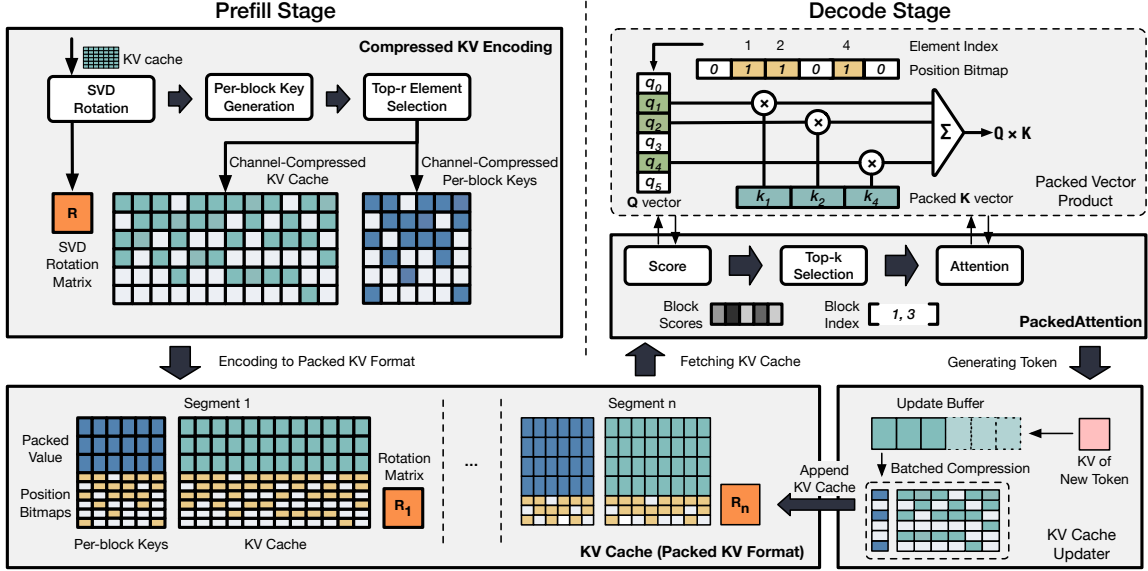 Prefill Stage
Compressed KV Encoding
KV cache
SVD
Rotation
Per-block Key
Generation
Top-r Element
Selection
Channel-Compressed
KV Cache
Channel-Compressed
Per-block Keys
R
SVD
Rotation
Matrix
Encoding to Packed KV Format
Decode Stage
1 2 4
Element Index
0 1 1 0 1 0
Position Bitmap
q0
q1
q2
q3
q4
q5
Σ
Q × K
k1 k2 k4
Q vector
Packed K vector
Packed Vector
Product
Score
Top-k
Selection
Attention
Block
Scores
Block
Index
1, 3
PackedAttention
Fetching KV Cache
Generating Token
Segment 1
Packed
Value
Position
Bitmaps
Rotation
Matrix
R1
Per-block Keys
KV Cache
...
Segment n
Rn
KV Cache (Packed KV Format)
Append
KV Cache
Update Buffer
KV of
New Token
Batched Compression
KV Cache
Updater